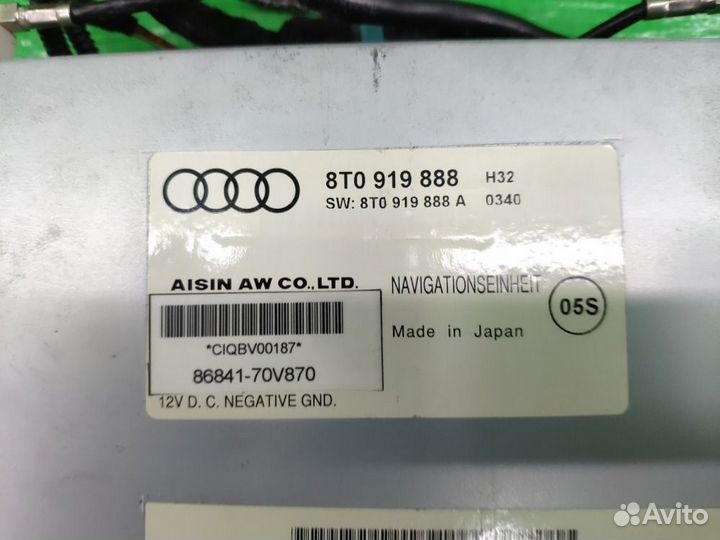 8T0 919 888 H32
SW: 8T0 919 888 A 0340
AISIN AW CO.,LTD.
NAVIGATIONSEINHEIT
05S
Made in Japan
*CIQBV00187*
86841-70V870
12V D. C. NEGATIVE GND.
Avito